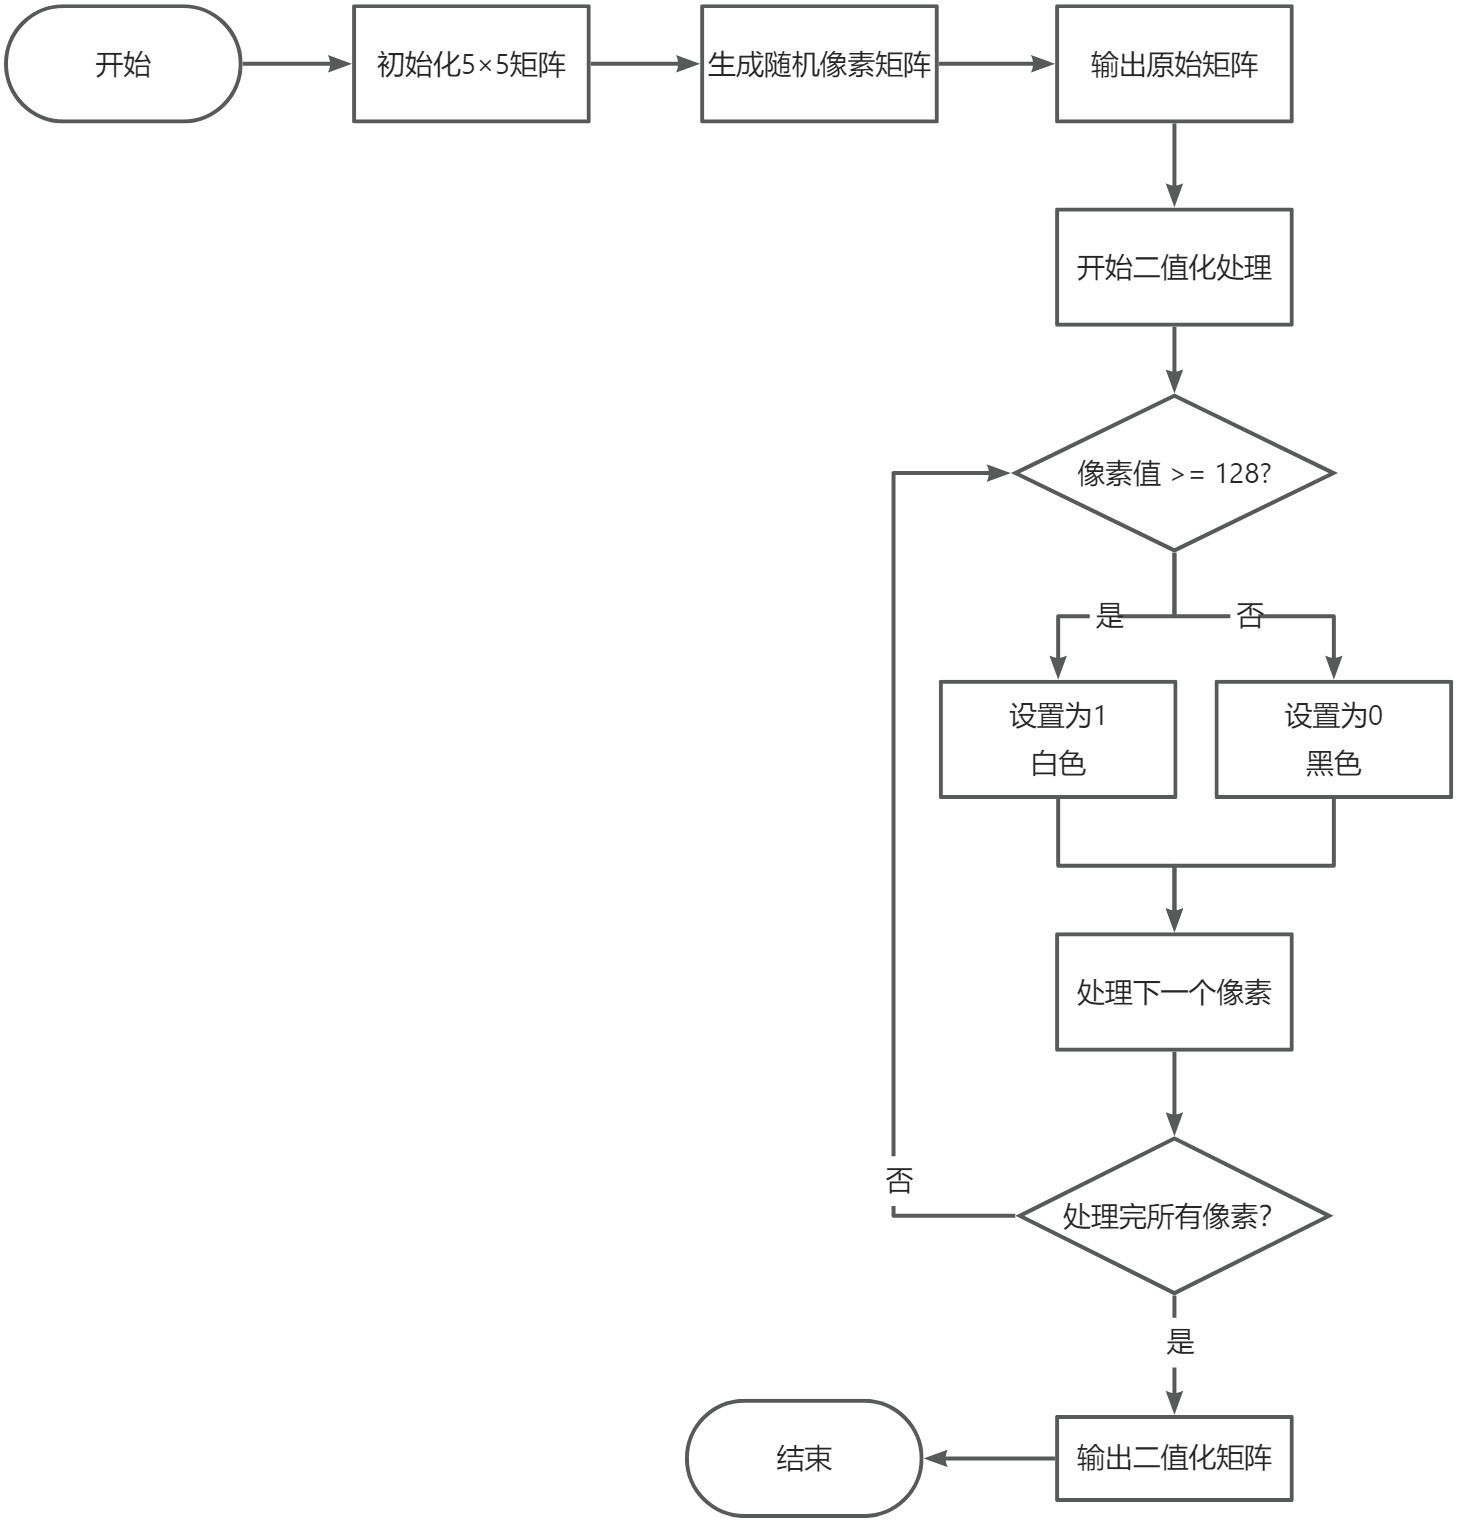 开始
初始化5×5矩阵
生成随机像素矩阵
输出原始矩阵
开始二值化处理
像素值 >= 128?
是
否
设置为1
白色
设置为0
黑色
处理下一个像素
否
处理完所有像素?
是
结束
输出二值化矩阵